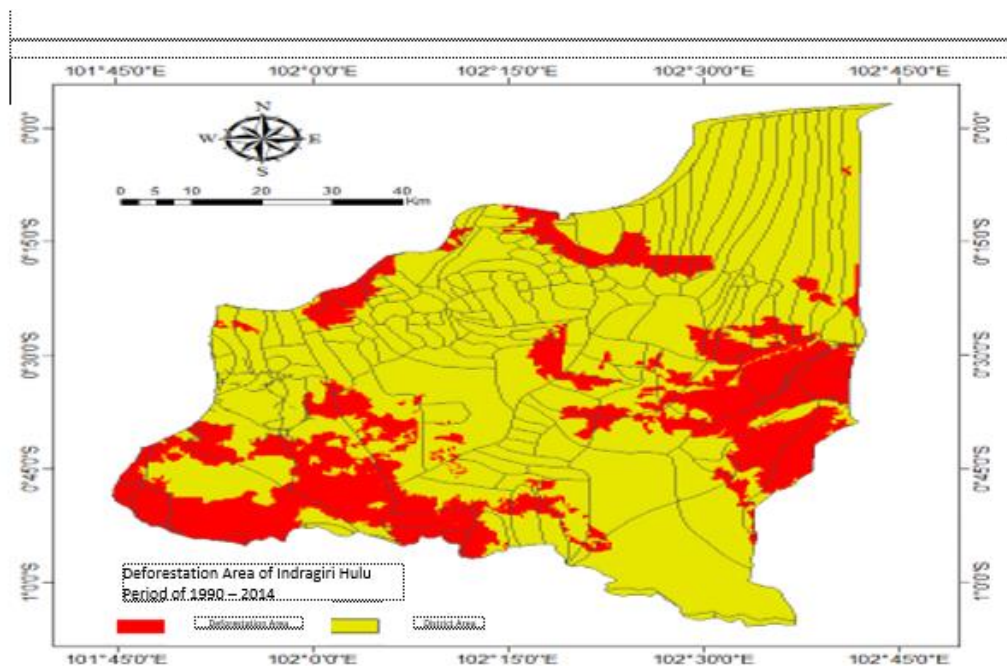 101°45'0"E 102°0'0"E 102°15'0"E 102°30'0"E 102°45'0"E
N
W E
S
0 5 10 20 30 40
Km
0°0'0" 0°0'0"
0°15'0"S 0°15'0"S
0°30'0"S 0°30'0"S
0°45'0"S 0°45'0"S
1°0'0"S 1°0'0"S
Deforestation Area of Indragiri Hulu
Period of 1990 – 2014
Deforestation Area District Area
101°45'0"E 102°0'0"E 102°15'0"E 102°30'0"E 102°45'0"E